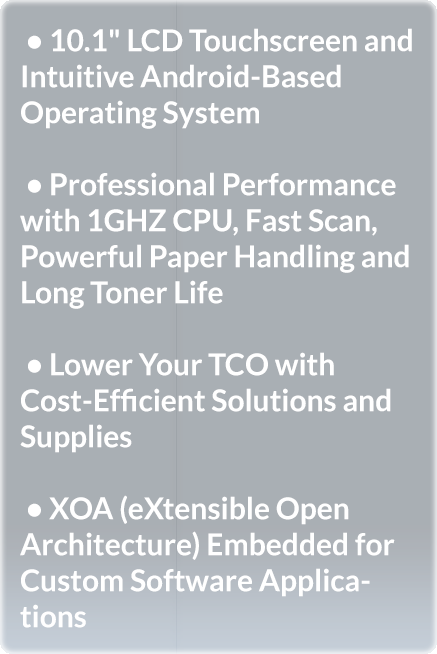 • 10.1" LCD Touchscreen and
Intuitive Android-Based
Operating System
• Professional Performance
with 1GHZ CPU, Fast Scan,
Powerful Paper Handling and
Long Toner Life
• Lower Your TCO with
Cost-Efficient Solutions and
Supplies
• XOA (eXtensible Open
Architecture) Embedded for
Custom Software Applica-
tions